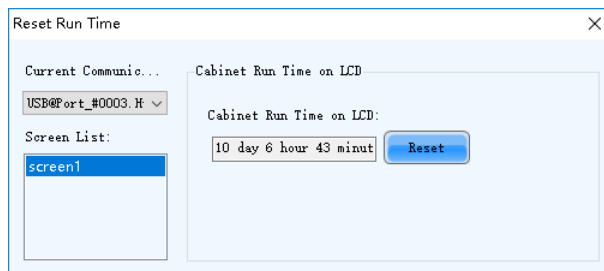 Reset Run Time
Current Communic...
USB@Port_#0003.H
Screen List:
screen1
Cabinet Run Time on LCD
Cabinet Run Time on LCD:
10 day 6 hour 43 minut
Reset